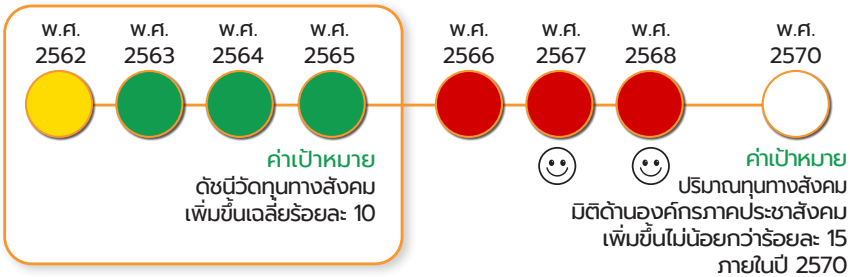 พ.ศ. 2562
พ.ศ. 2563
พ.ศ. 2564
พ.ศ. 2565
พ.ศ. 2566
พ.ศ. 2567
พ.ศ. 2568
พ.ศ. 2570
ค่าเป้าหมาย
ดัชนีวัดทุนทางสังคม
เพิ่มขึ้นเฉลี่ยร้อยละ 10
ค่าเป้าหมาย
ปริมาณทุนทางสังคม
มิติด้านองค์กรภาคประชาสังคม
เพิ่มขึ้นไม่น้อยกว่าร้อยละ 15
ภายในปี 2570